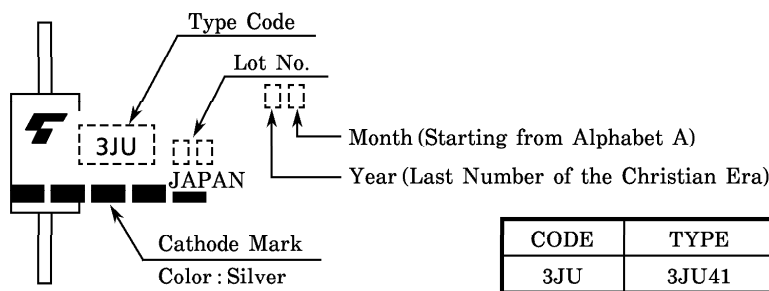 Type Code
Lot No.
Month (Starting from Alphabet A)
3JU
JAPAN
Year (Last Number of the Christian Era)
Cathode Mark
Color : Silver
CODE TYPE
3JU 3JU41